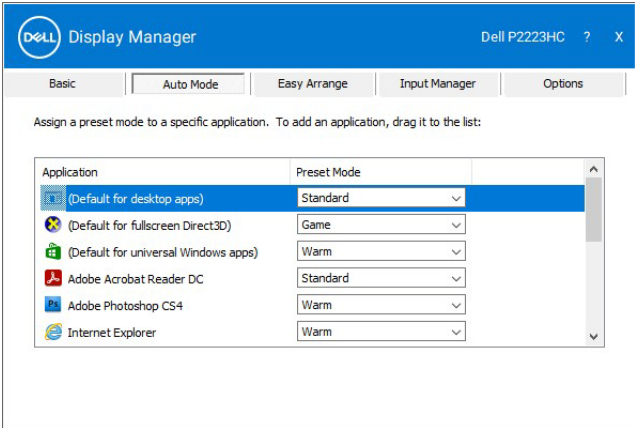 DELL Display Manager Dell P2223HC ? X
Basic Auto Mode Easy Arrange Input Manager Options
Assign a preset mode to a specific application. To add an application, drag it to the list:
Application Preset Mode
(Default for desktop apps) Standard
(Default for fullscreen Direct3D) Game
(Default for universal Windows apps) Warm
Adobe Acrobat Reader DC Standard
Ps Adobe Photoshop CS4 Warm
Internet Explorer Warm